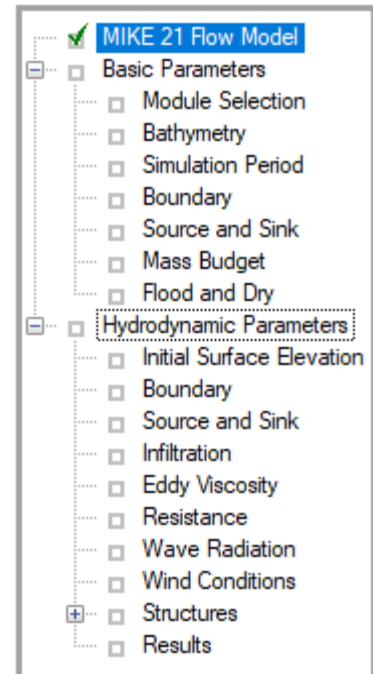 MIKE 21 Flow Model
Basic Parameters
Module Selection
Bathymetry
Simulation Period
Boundary
Source and Sink
Mass Budget
Flood and Dry
Hydrodynamic Parameters
Initial Surface Elevation
Boundary
Source and Sink
Infiltration
Eddy Viscosity
Resistance
Wave Radiation
Wind Conditions
Structures
Results